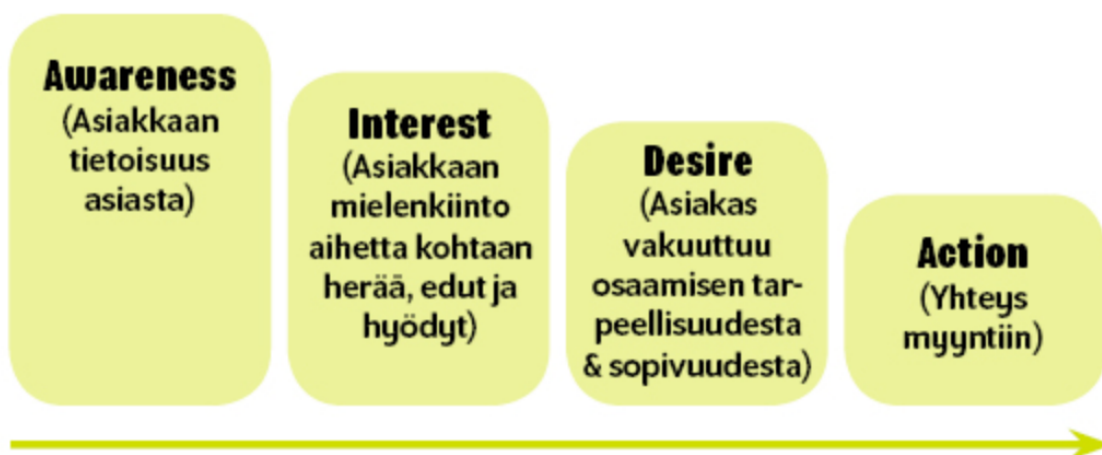 Awareness
(Asiakkaan
tietoisuus
asiasta)
Interest
(Asiakkaan
mielenkiinto
aihetta kohtaan
herää, edut ja
hyödyt)
Desire
(Asiakas
vakuuttuu
osaamisen tar-
peellisuudesta
& sopivuudesta)
Action
(Yhteys
myyntiin)